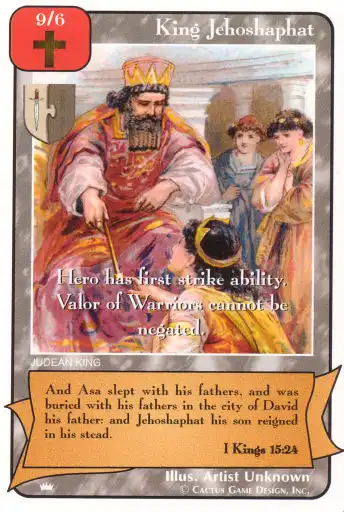 9/6
King Jehoshaphat
Hero has first strike ability.
Valor of Warriors cannot be
negated.
JUDEAN KING
And Asa slept with his fathers, and was
buried with his fathers in the city of David
his father: and Jehoshaphat his son reigned
in his stead.
I Kings 15:24
Illus. Artist Unknown
© CACTUS GAME DESIGN, INC.